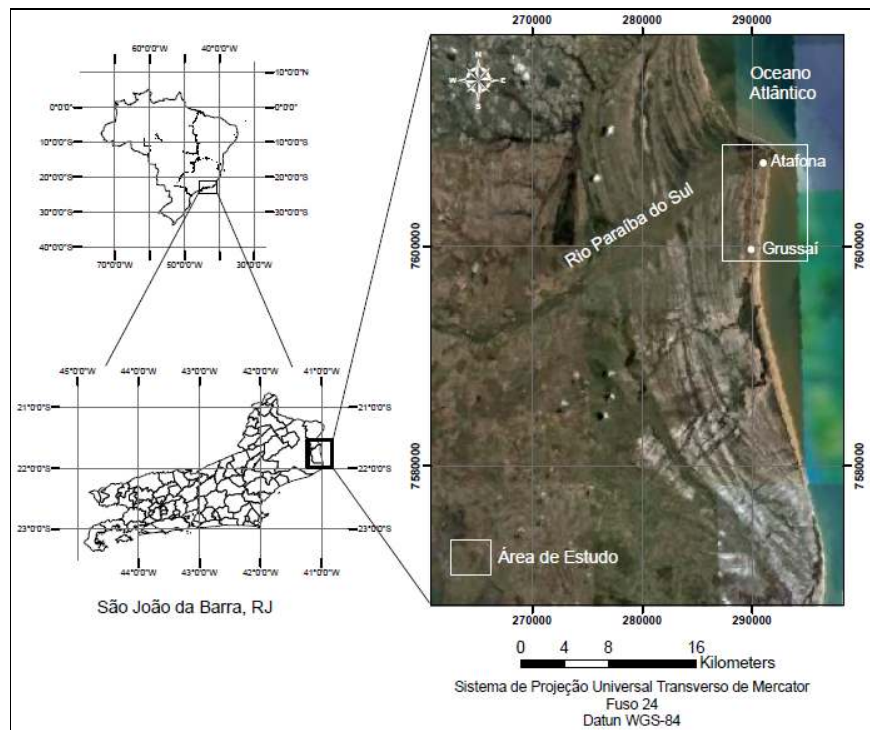 60°0'0"W 40°0'0"W
10°0'0"N
0°0'0" 0°0'0"
10°0'0"S 10°0'0"S
20°0'0"S 20°0'0"S
30°0'0"S 30°0'0"S
40°0'0"S
70°0'0"W 50°0'0"W 30°0'0"W
45°0'0"W 44°0'0"W 43°0'0"W 42°0'0"W 41°0'0"W
21°0'0"S 21°0'0"S
22°0'0"S 22°0'0"S
23°0'0"S 23°0'0"S
44°0'0"W 43°0'0"W 42°0'0"W 41°0'0"W
São João da Barra, RJ
270000 280000 290000
N
W E
S
Oceano
Atlântico
Atafona
Rio Paraíba do Sul
Grussaí
7600000 7600000
7580000 7580000
Área de Estudo
270000 280000 290000
0 4 8 16
Kilometers
Sistema de Projeção Universal Transverso de Mercator
Fuso 24
Datun WGS-84